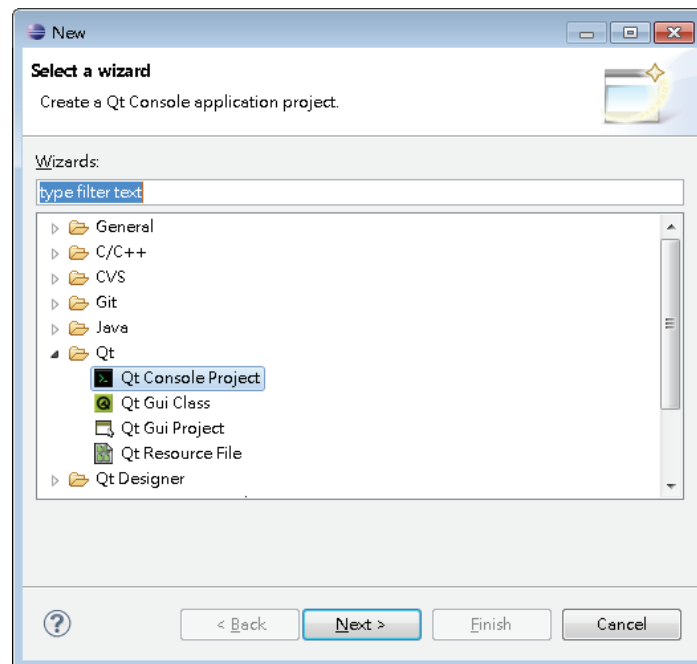 New
Select a wizard
Create a Qt Console application project.
Wizards:
type filter text
General
C/C++
CVS
Git
Java
Qt
Qt Console Project
Qt Gui Class
Qt Gui Project
Qt Resource File
Qt Designer
< Back Next > Finish Cancel